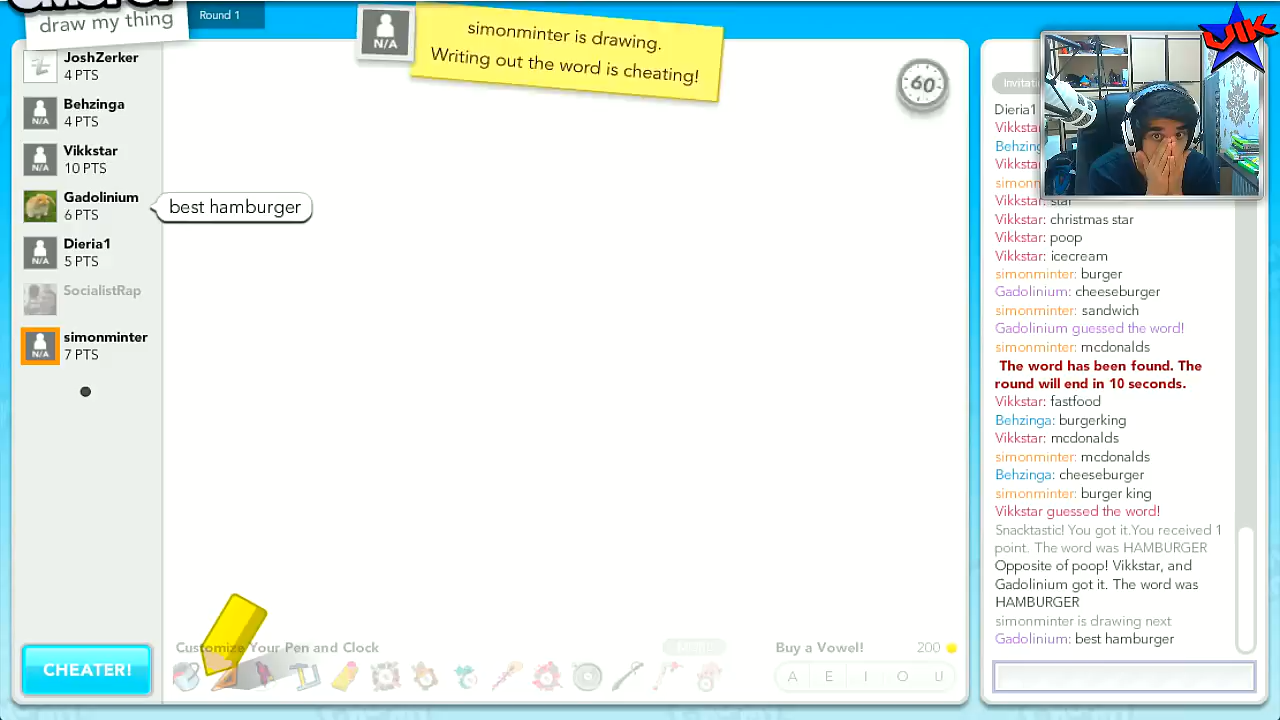 draw my thing
Round 1
N/A
simonminter is drawing.
Writing out the word is cheating!
60
VIK
JoshZerker
4 PTS
N/A
Behzinga
4 PTS
N/A
Vikkstar
10 PTS
Gadolinium
6 PTS
best hamburger
N/A
Dieria1
5 PTS
SocialistRap
N/A
simonminter
7 PTS
CHEATER!
Customize Your Pen and Clock
Buy a Vowel!
200
A E I O U
Dieria1
Vikkstar: christmas star
Vikkstar: poop
Vikkstar: icecream
simonminter: burger
Gadolinium: cheeseburger
simonminter: sandwich
Gadolinium guessed the word!
simonminter: mcdonalds
The word has been found. The
round will end in 10 seconds.
Vikkstar: fastfood
Behzinga: burgerking
Vikkstar: mcdonalds
simonminter: mcdonalds
Behzinga: cheeseburger
simonminter: burger king
Vikkstar guessed the word!
Snacktastic! You got it.You received 1
point. The word was HAMBURGER
Opposite of poop! Vikkstar, and
Gadolinium got it. The word was
HAMBURGER
simonminter is drawing next
Gadolinium: best hamburger